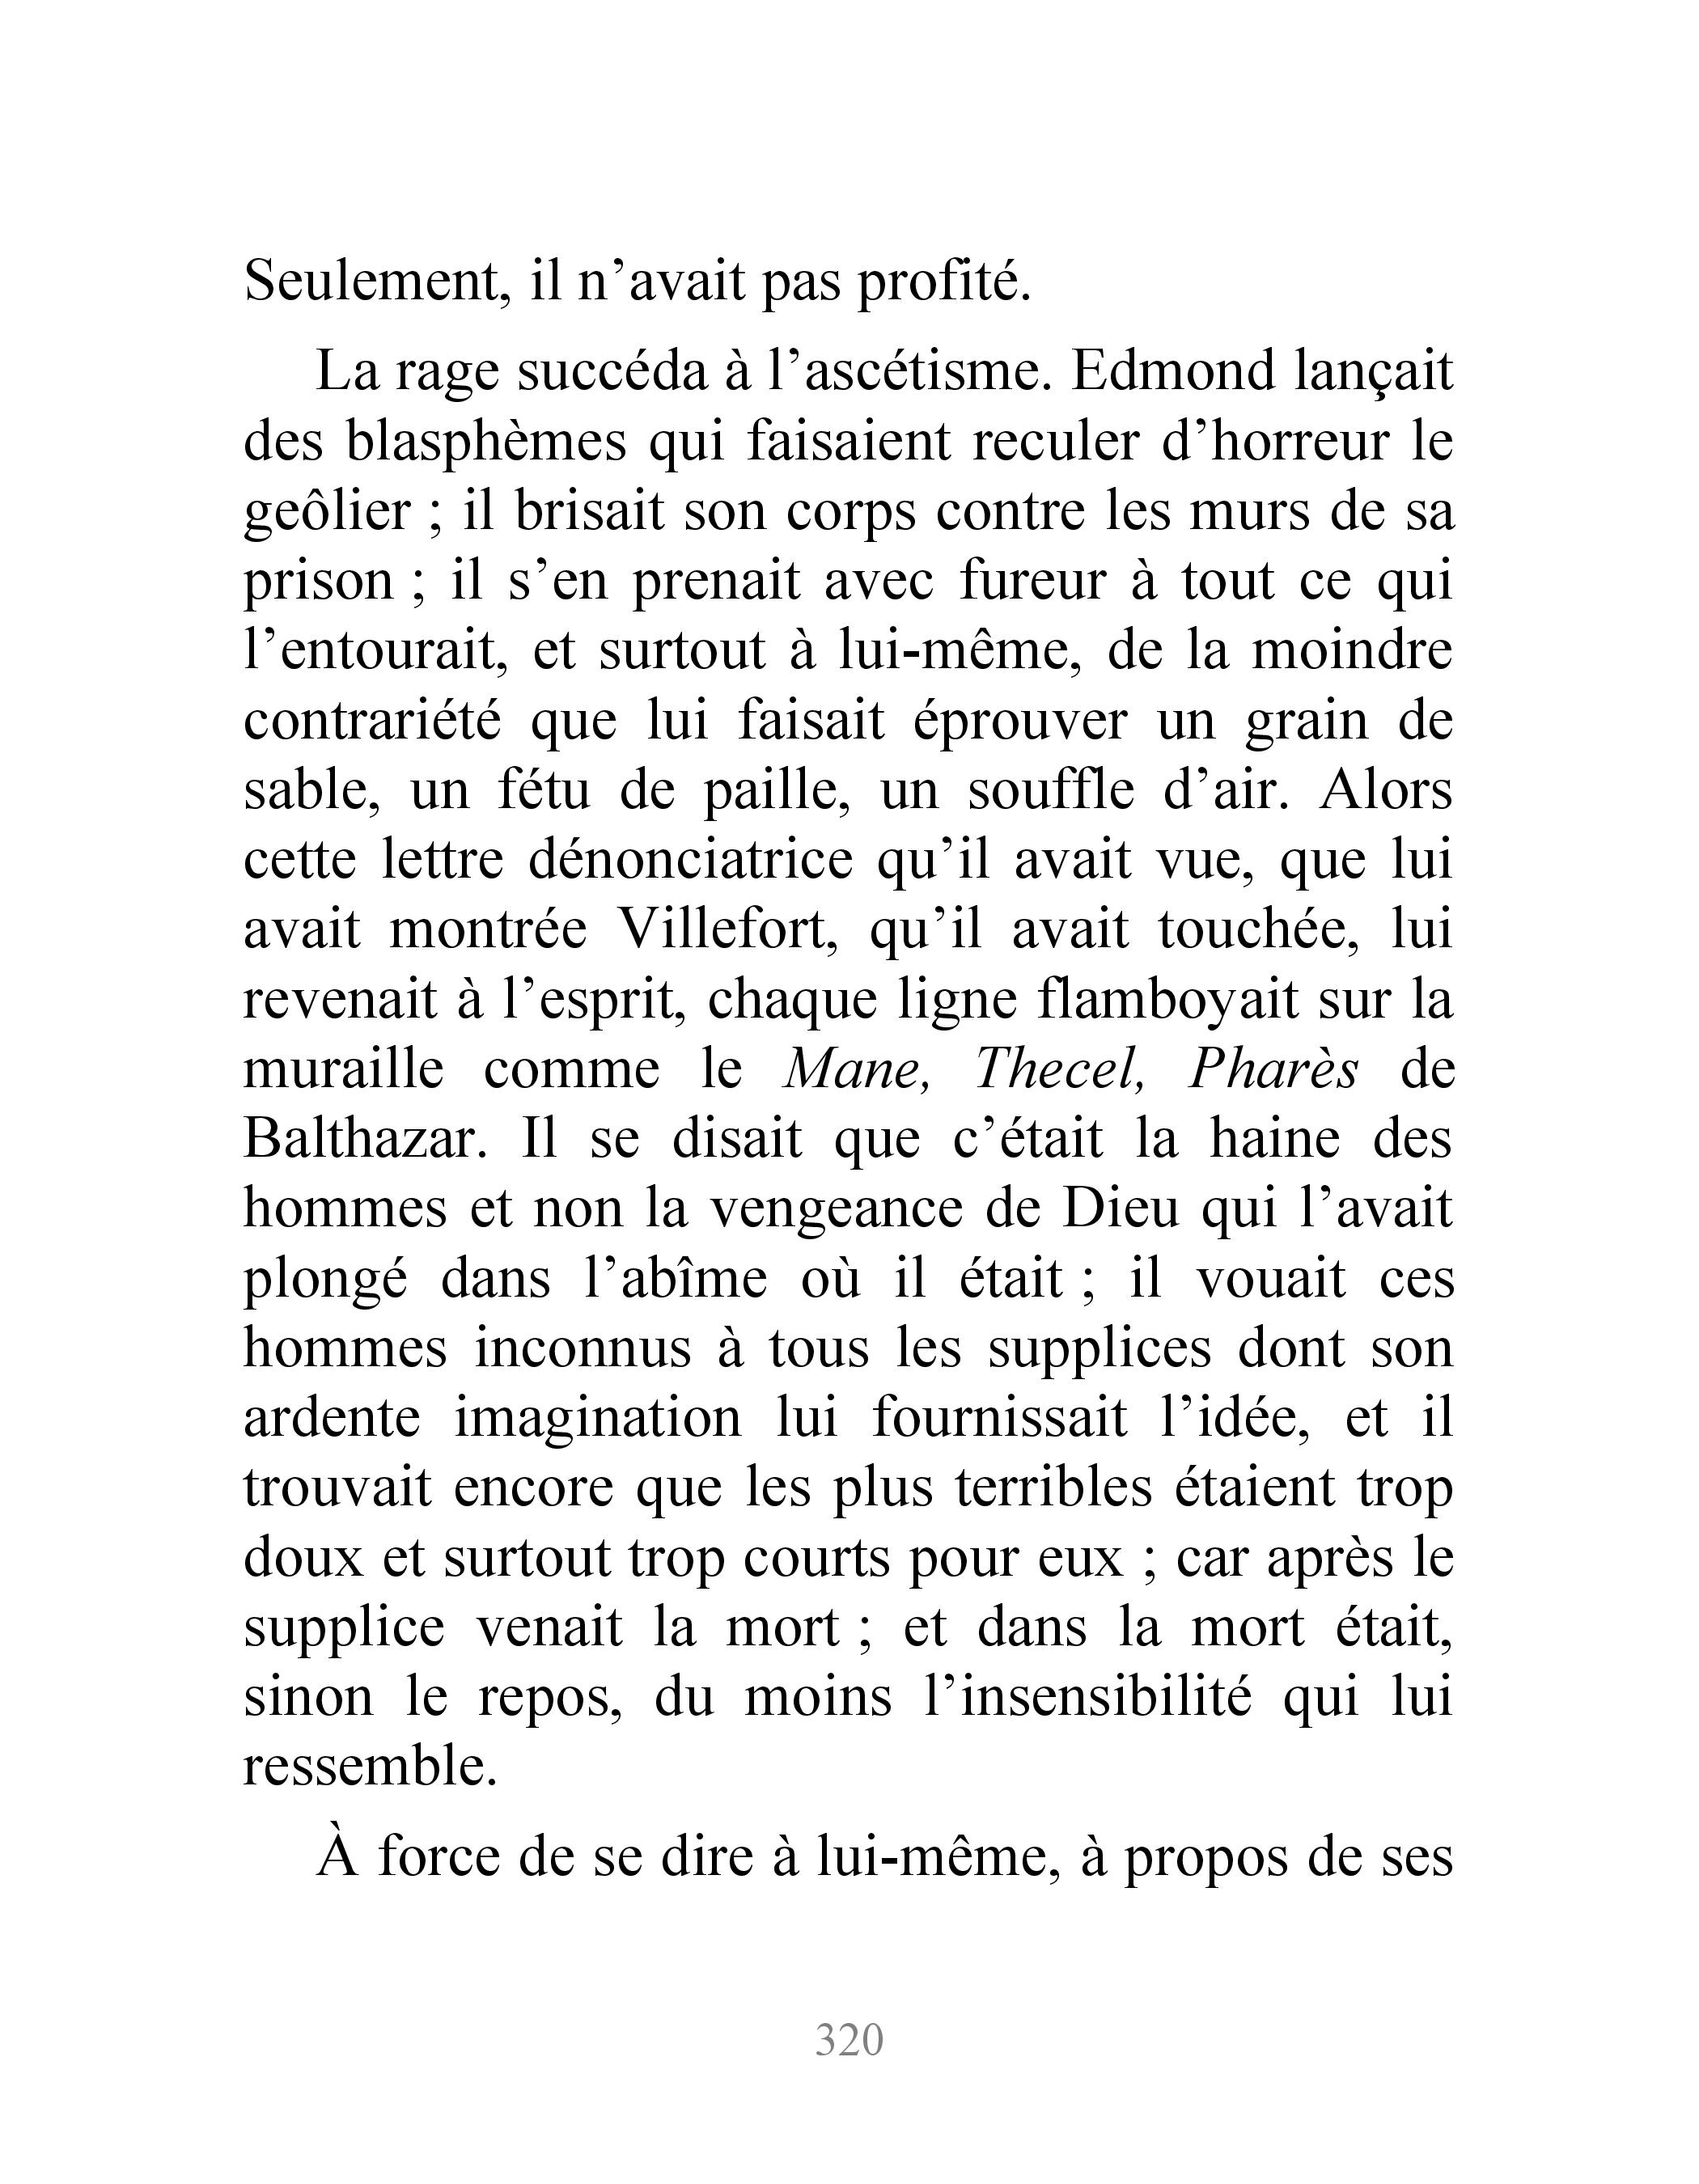 Seulement, il n’avait pas profité.
La rage succéda à l’ascétisme. Edmond lançait
des blasphèmes qui faisaient reculer d’horreur le
geôlier ; il brisait son corps contre les murs de sa
prison ; il s’en prenait avec fureur à tout ce qui
l’entourait, et surtout à lui-même, de la moindre
contrariété que lui faisait éprouver un grain de
sable, un fétu de paille, un souffle d’air. Alors
cette lettre dénonciatrice qu’il avait vue, que lui
avait montrée Villefort, qu’il avait touchée, lui
revenait à l’esprit, chaque ligne flamboyait sur la
muraille comme le Mane, Thecel, Pharès de
Balthazar. Il se disait que c’était la haine des
hommes et non la vengeance de Dieu qui l’avait
plongé dans l’abîme où il était ; il vouait ces
hommes inconnus à tous les supplices dont son
ardente imagination lui fournissait l’idée, et il
trouvait encore que les plus terribles étaient trop
doux et surtout trop courts pour eux ; car après le
supplice venait la mort ; et dans la mort était,
sinon le repos, du moins l’insensibilité qui lui
ressemble.
À force de se dire à lui-même, à propos de ses
320